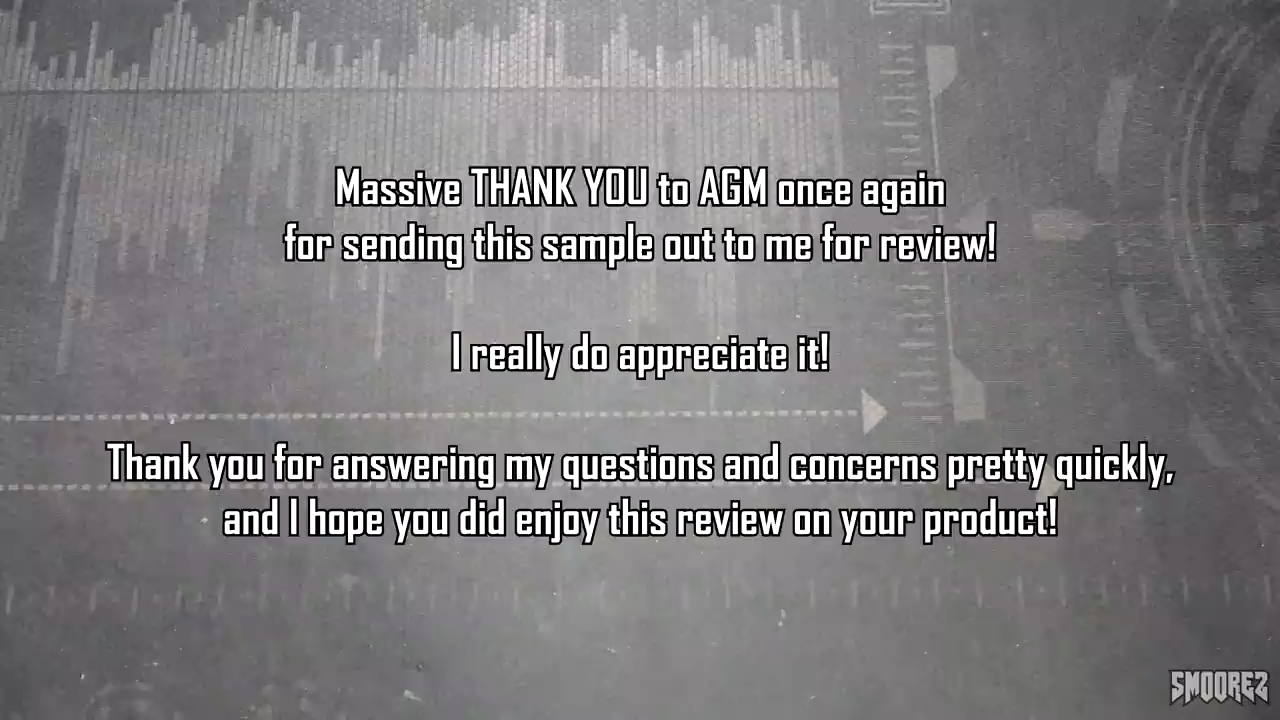 Massive THANK YOU to AGM once again
for sending this sample out to me for review!
I really do appreciate it!
Thank you for answering my questions and concerns pretty quickly,
and I hope you did enjoy this review on your product!
SMOOREZ